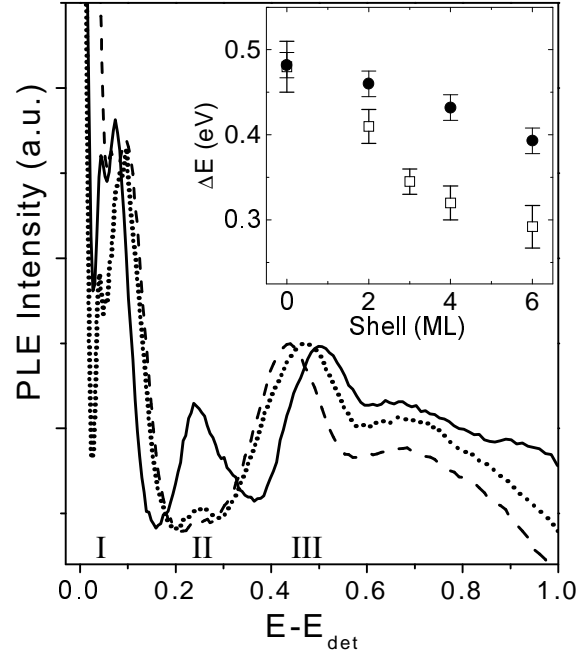 0.5
0.4
0.3
ΔE (eV)
0 2 4 6
Shell (ML)
PLE Intensity (a.u.)
I II III
0.0 0.2 0.4 0.6 0.8 1.0
E-E_det